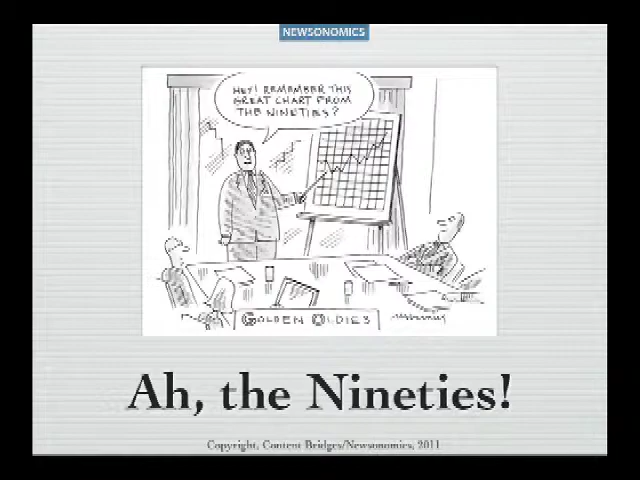 NEWSONOMICS
HEY! REMEMBER THIS
GREAT CHART FROM
THE NINETIES?
GOLDEN OLDIES
Ah, the Nineties!
Copyright, Content Bridges/Newsonomics, 2011